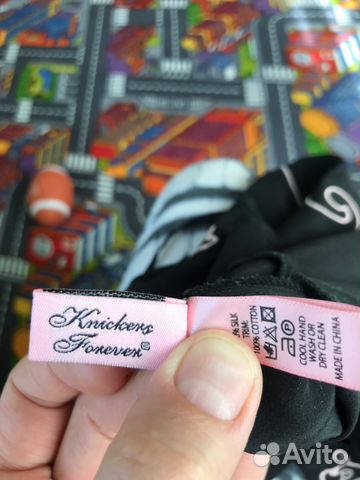 Knickers
Forever®
% SILK
TRIM:
100% COTTON
COOL HAND
WASH OR
DRY CLEAN
MADE IN CHINA
Avito